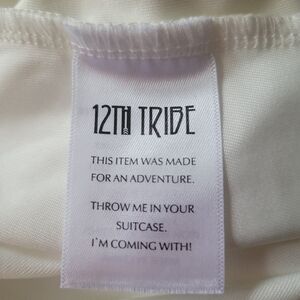 12TH TRIBE
THIS ITEM WAS MADE
FOR AN ADVENTURE.
THROW ME IN YOUR
SUITCASE.
I'M COMING WITH!